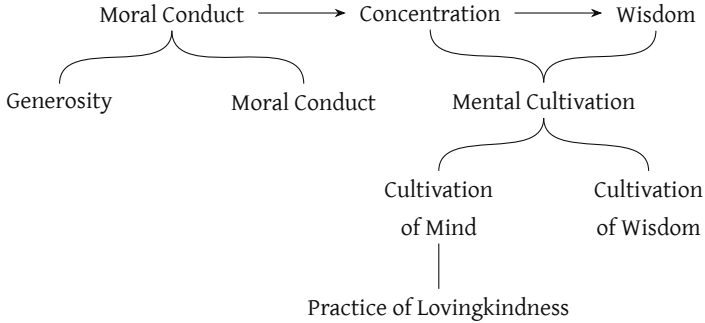 Moral Conduct Concentration Wisdom
Generosity Moral Conduct Mental Cultivation
Cultivation Cultivation
of Mind of Wisdom
Practice of Lovingkindness